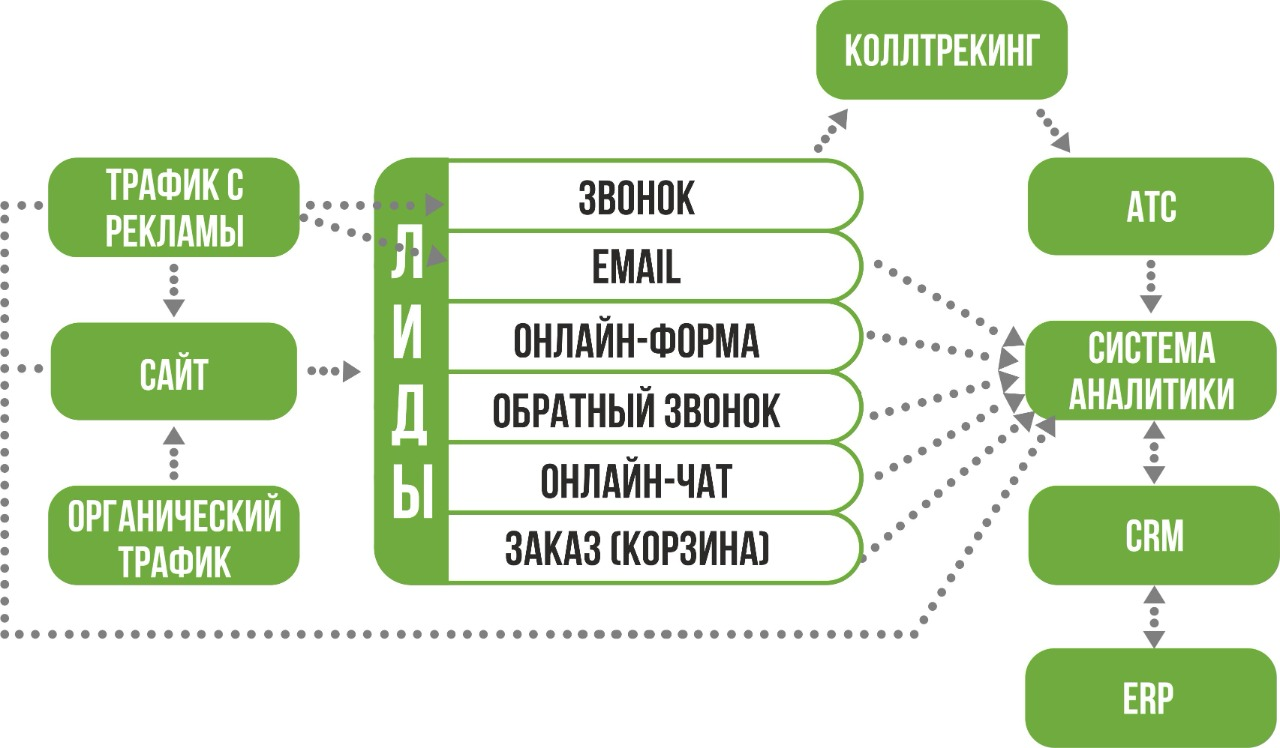 КОЛЛТРЕКИНГ
ТРАФИК С
РЕКЛАМЫ
САЙТ
ОРГАНИЧЕСКИЙ
ТРАФИК
ЛИДЫ
ЗВОНОК
EMAIL
ОНЛАЙН-ФОРМА
ОБРАТНЫЙ ЗВОНОК
ОНЛАЙН-ЧАТ
ЗАКАЗ (КОРЗИНА)
АТС
СИСТЕМА
АНАЛИТИКИ
CRM
ERP